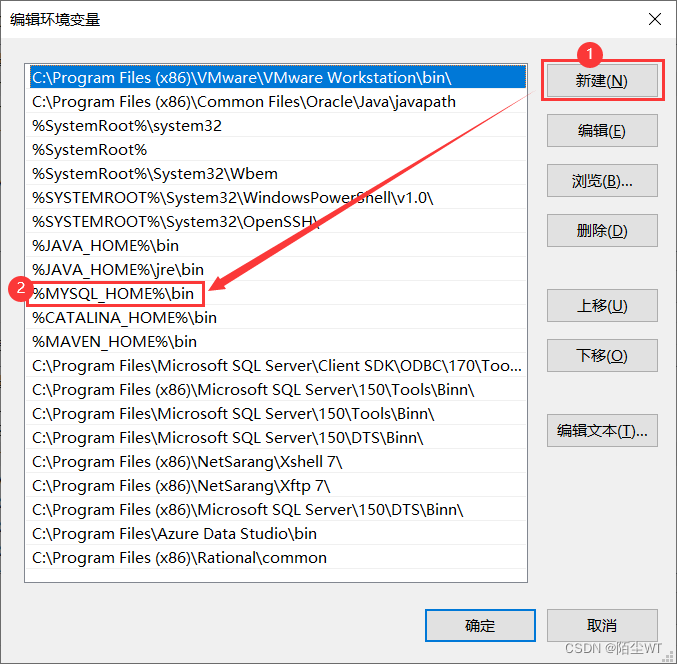 编辑环境变量
1
C:\Program Files (x86)\VMware\VMware Workstation\bin\
新建(N)
C:\Program Files (x86)\Common Files\Oracle\Java\javapath
%SystemRoot%\system32
编辑(E)
%SystemRoot%
%SystemRoot%\System32\Wbem
浏览(B)...
%SYSTEMROOT%\System32\WindowsPowerShell\v1.0\
%SYSTEMROOT%\System32\OpenSSH\
删除(D)
%JAVA_HOME%\bin
%JAVA_HOME%\jre\bin
2
%MYSQL_HOME%\bin
上移(U)
%CATALINA_HOME%\bin
%MAVEN_HOME%\bin
下移(O)
C:\Program Files\Microsoft SQL Server\Client SDK\ODBC\170\Too...
C:\Program Files (x86)\Microsoft SQL Server\150\Tools\Binn\
C:\Program Files\Microsoft SQL Server\150\Tools\Binn\
C:\Program Files\Microsoft SQL Server\150\DTS\Binn\
编辑文本(T)...
C:\Program Files (x86)\NetSarang\Xshell 7\
C:\Program Files (x86)\NetSarang\Xftp 7\
C:\Program Files (x86)\Microsoft SQL Server\150\DTS\Binn\
C:\Program Files\Azure Data Studio\bin
C:\Program Files (x86)\Rational\common
确定
取消
CSDN @陌尘WT